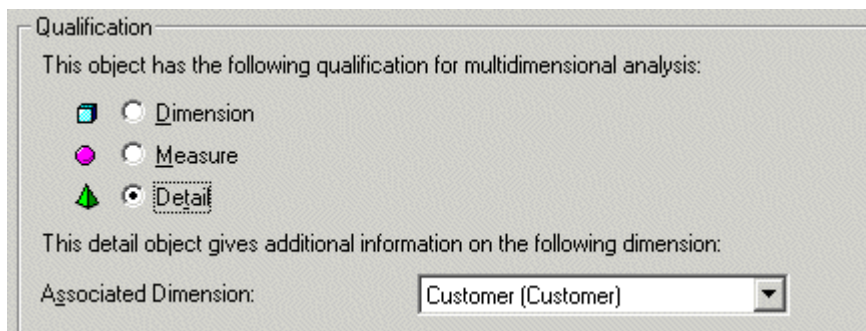 Qualification
This object has the following qualification for multidimensional analysis:
Dimension
Measure
Detail
This detail object gives additional information on the following dimension:
Associated Dimension: Customer (Customer)